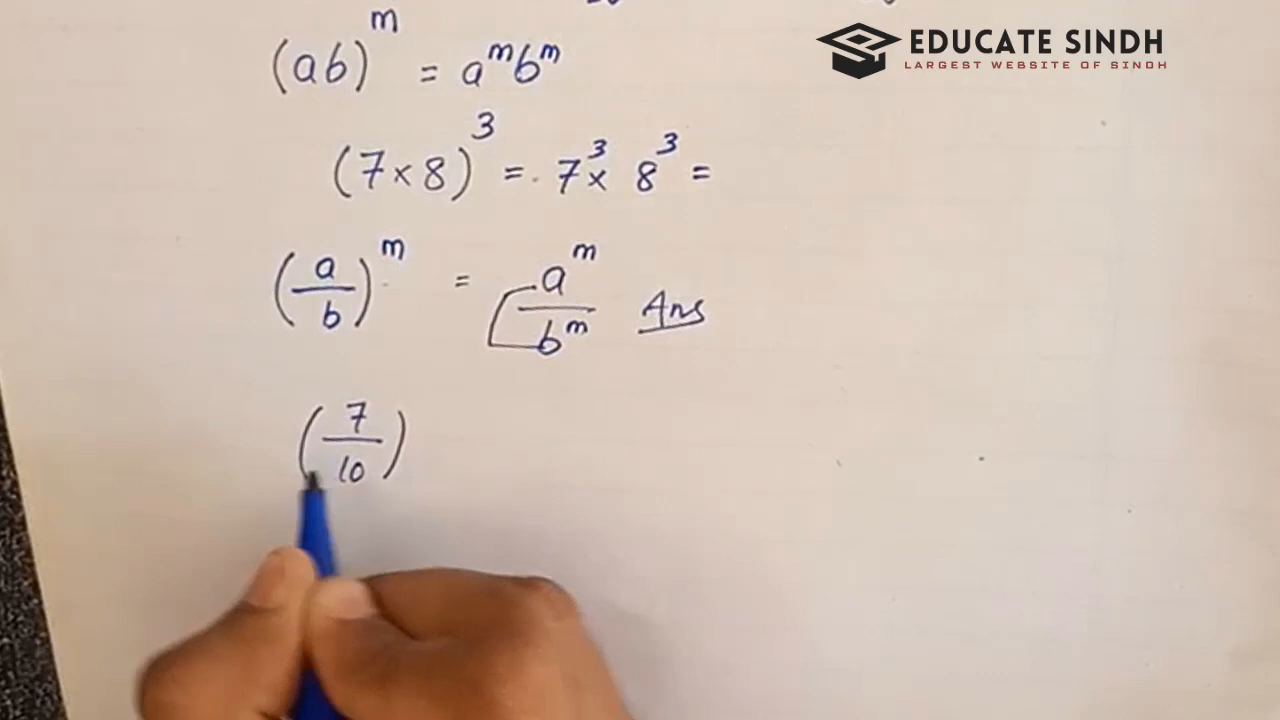 EDUCATE SINDH
LARGEST WEBSITE OF SINDH
(ab)^m = a^m b^m
(7×8)^3 = 7^3 × 8^3 =
(a/b)^m = a^m/b^m Ans
(7/10)